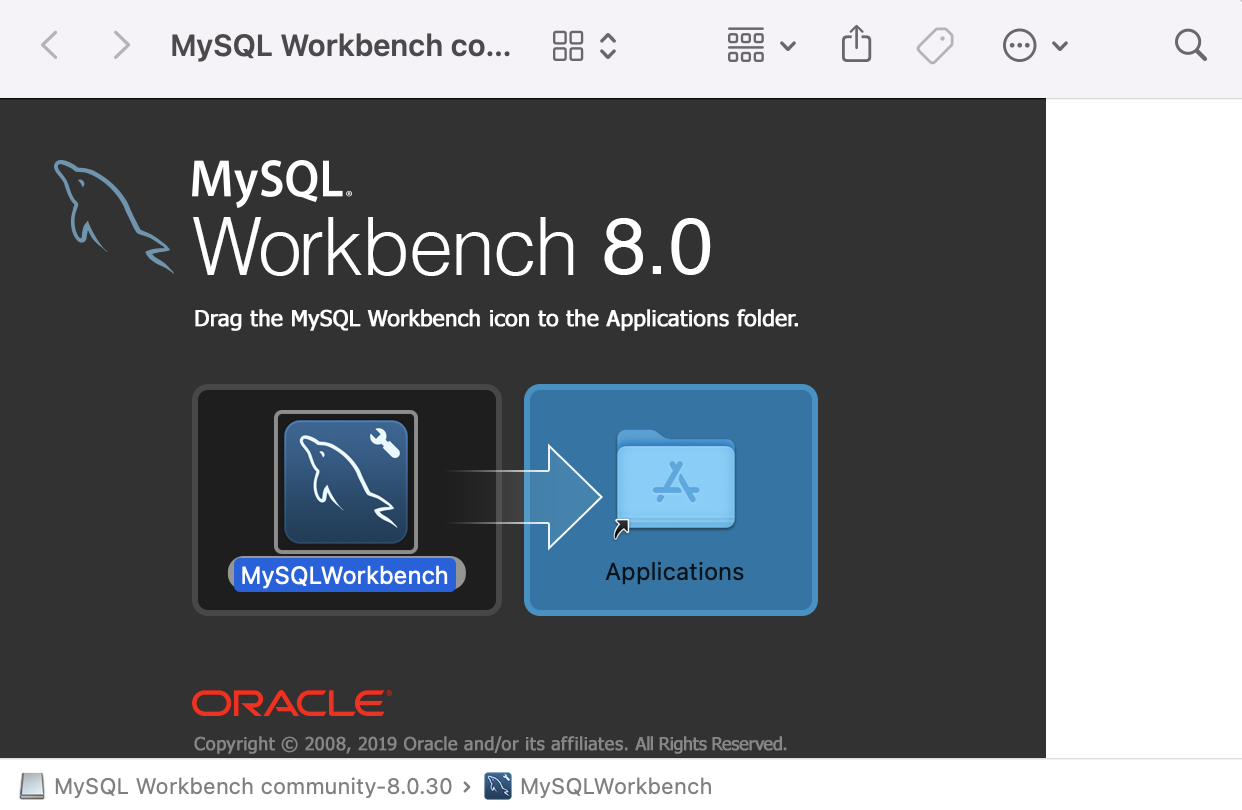 MySQL Workbench co...
MySQL®
Workbench 8.0
Drag the MySQL Workbench icon to the Applications folder.
MySQLWorkbench
Applications
ORACLE®
Copyright © 2008, 2019 Oracle and/or its affiliates. All Rights Reserved.
MySQL Workbench community-8.0.30 › MySQLWorkbench